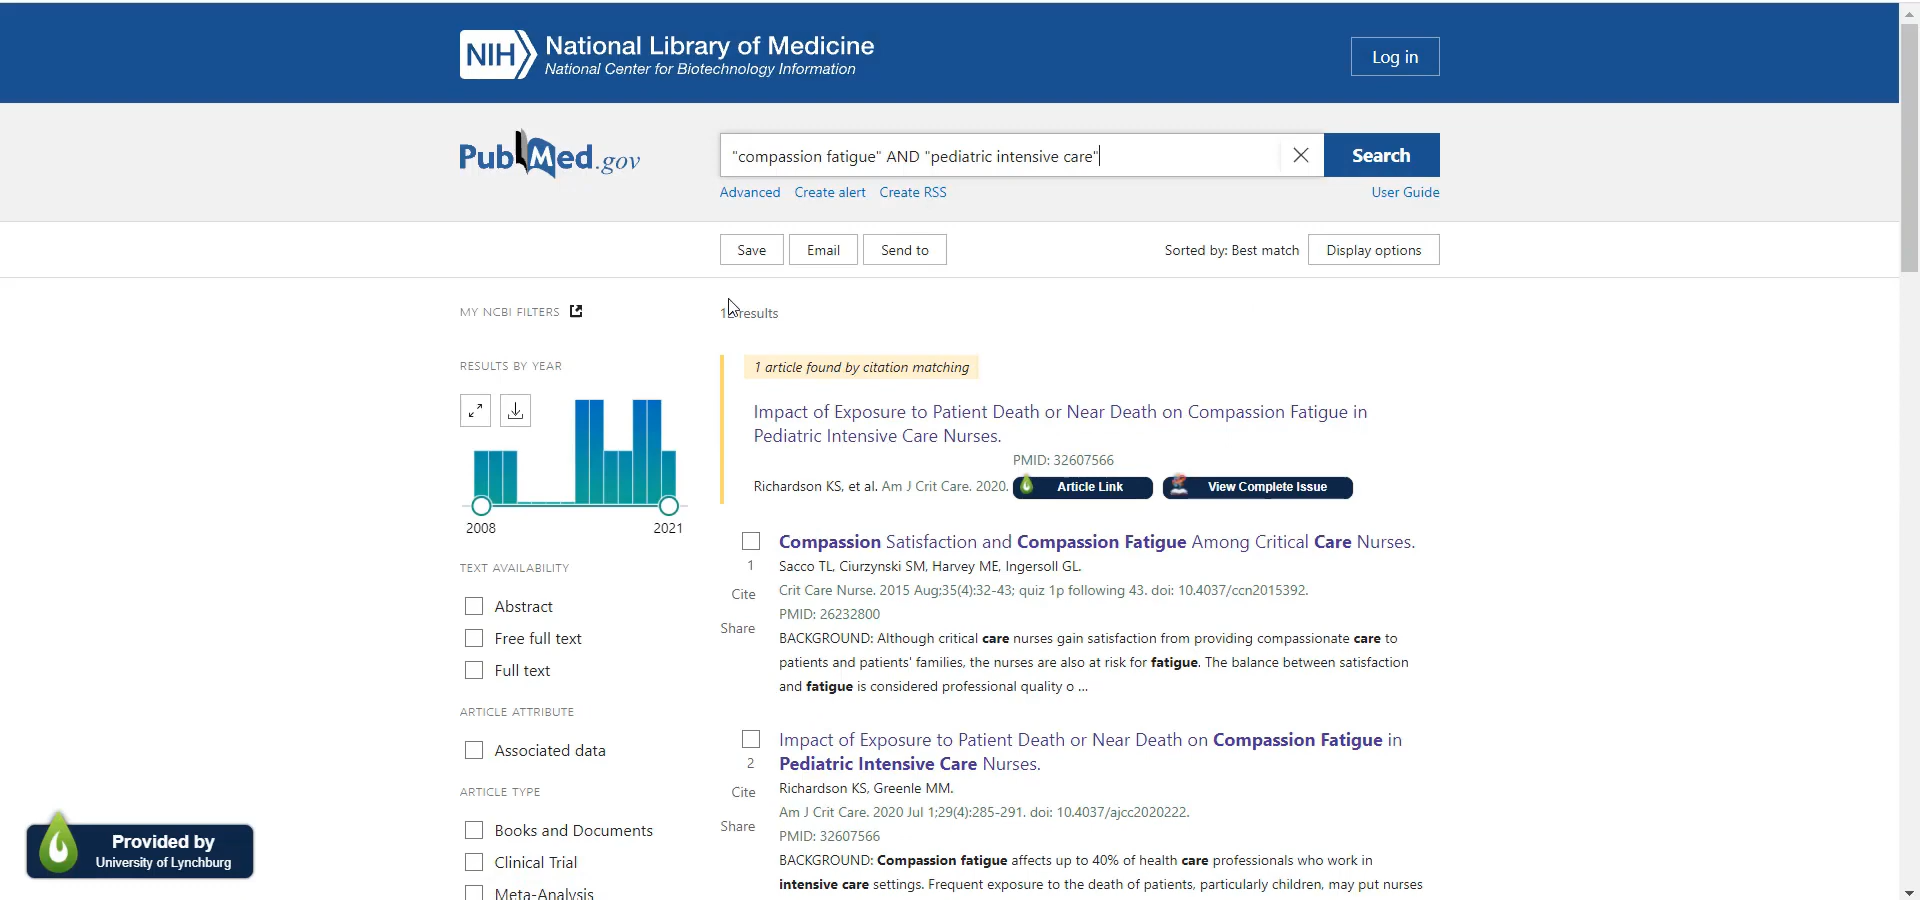 NIH National Library of Medicine
National Center for Biotechnology Information
Log in
PubMed.gov
"compassion fatigue" AND "pediatric intensive care"
Search
Advanced Create alert Create RSS
User Guide
Save Email Send to
Sorted by: Best match Display options
MY NCBI FILTERS
results
RESULTS BY YEAR
2008 2021
TEXT AVAILABILITY
Abstract
Free full text
Full text
ARTICLE ATTRIBUTE
Associated data
ARTICLE TYPE
Books and Documents
Clinical Trial
Meta-Analysis
1 article found by citation matching
Impact of Exposure to Patient Death or Near Death on Compassion Fatigue in
Pediatric Intensive Care Nurses.
PMID: 32607566
Richardson KS, et al. Am J Crit Care. 2020. Article Link View Complete Issue
Compassion Satisfaction and Compassion Fatigue Among Critical Care Nurses.
1
Cite
Share
Sacco TL, Ciurzynski SM, Harvey ME, Ingersoll GL.
Crit Care Nurse. 2015 Aug;35(4):32-43; quiz 1p following 43. doi: 10.4037/ccn2015392.
PMID: 26232800
BACKGROUND: Although critical care nurses gain satisfaction from providing compassionate care to
patients and patients' families, the nurses are also at risk for fatigue. The balance between satisfaction
and fatigue is considered professional quality o ...
Impact of Exposure to Patient Death or Near Death on Compassion Fatigue in
Pediatric Intensive Care Nurses.
2
Cite
Share
Richardson KS, Greenle MM.
Am J Crit Care. 2020 Jul 1;29(4):285-291. doi: 10.4037/ajcc2020222.
PMID: 32607566
BACKGROUND: Compassion fatigue affects up to 40% of health care professionals who work in
intensive care settings. Frequent exposure to the death of patients, particularly children, may put nurses
Provided by
University of Lynchburg